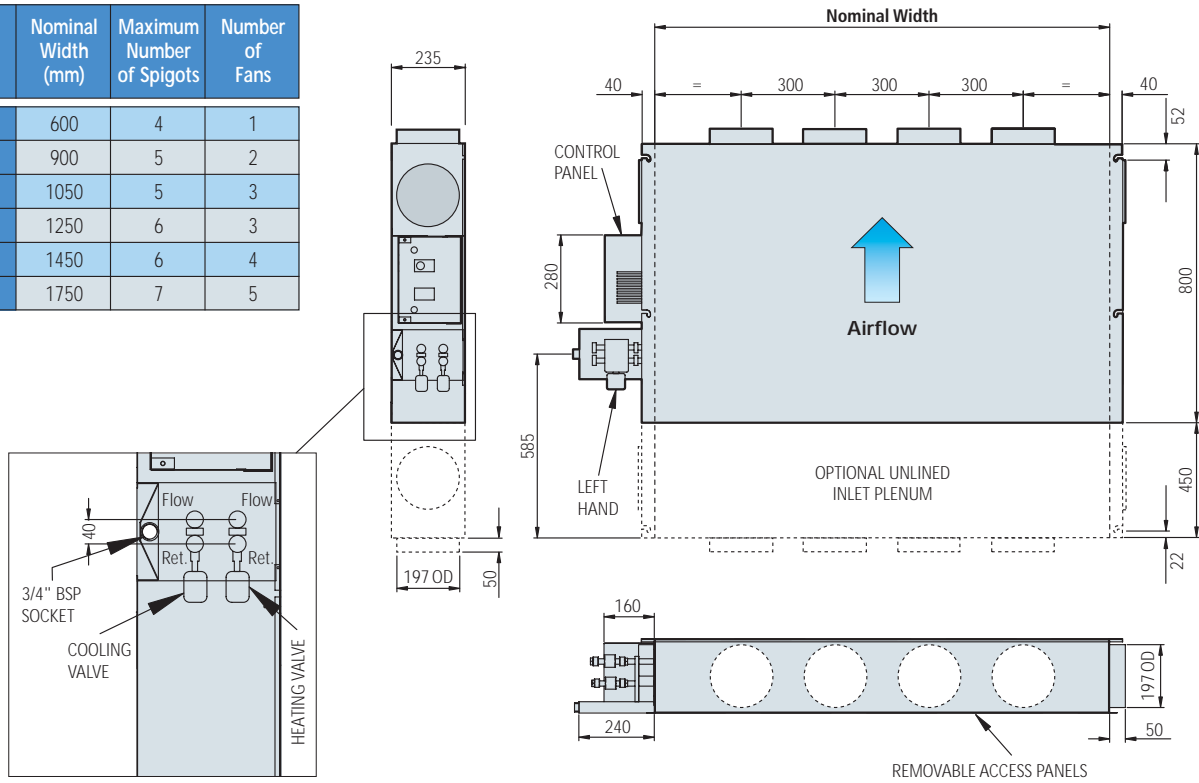 Nominal Width (mm)
Maximum Number of Spigots
Number of Fans
600 4 1
900 5 2
1050 5 3
1250 6 3
1450 6 4
1750 7 5
235
197 OD
50
Nominal Width
40 = 300 300 300 = 40
52
CONTROL PANEL
280
800
Airflow
585
LEFT HAND
OPTIONAL UNLINED
INLET PLENUM
450
22
Flow Flow
40
Ret. Ret.
3/4" BSP
SOCKET
COOLING
VALVE
HEATING VALVE
160
240
197 OD
50
REMOVABLE ACCESS PANELS